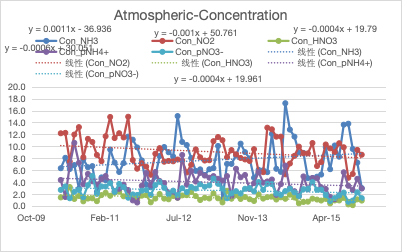 Atmospheric-Concentration
y = 0.0011x - 36.936
y = -0.001x + 50.761
y = -0.0004x + 19.79
y = -0.0006x + 30.051
Con_NH3 Con_NO2 Con_HNO3
Con_pNH4+ Con_pNO3- 线性 (Con_NH3)
线性 (Con_NO2) 线性 (Con_HNO3) 线性 (Con_pNH4+)
线性 (Con_pNO3-)
y = -0.0004x + 19.961
20.0
18.0
16.0
14.0
12.0
10.0
8.0
6.0
4.0
2.0
0.0
Oct-09 Feb-11 Jul-12 Nov-13 Apr-15